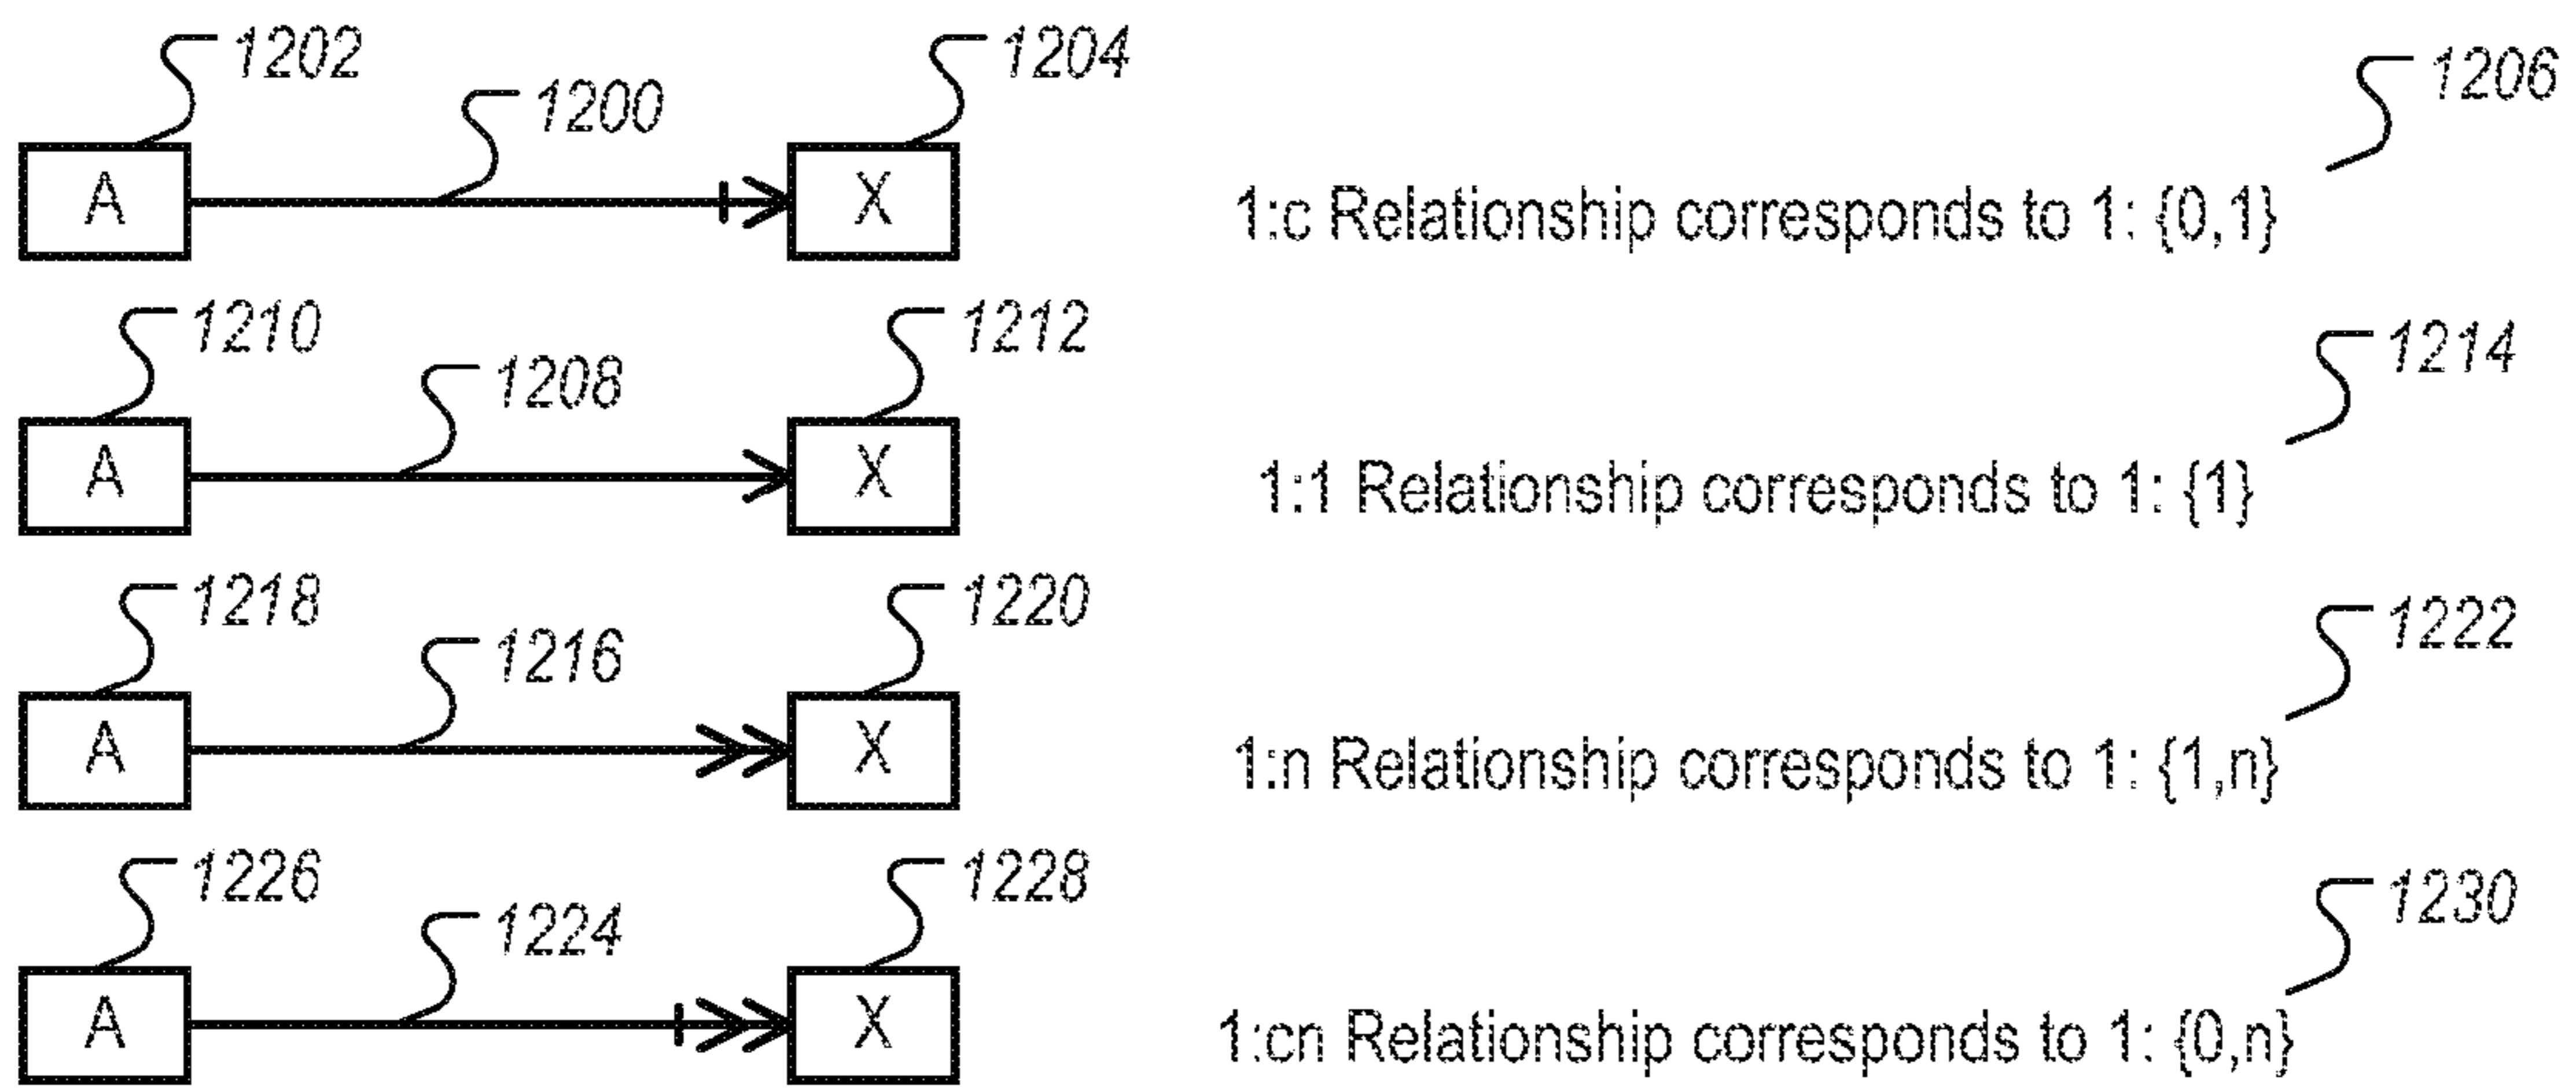 1202
1204
1200
1206
A
X
1:c Relationship corresponds to 1: {0,1}
1210
1212
1208
1214
A
X
1:1 Relationship corresponds to 1: {1}
1218
1220
1216
1222
A
X
1:n Relationship corresponds to 1: {1,n}
1226
1228
1224
1230
A
X
1:cn Relationship corresponds to 1: {0,n}